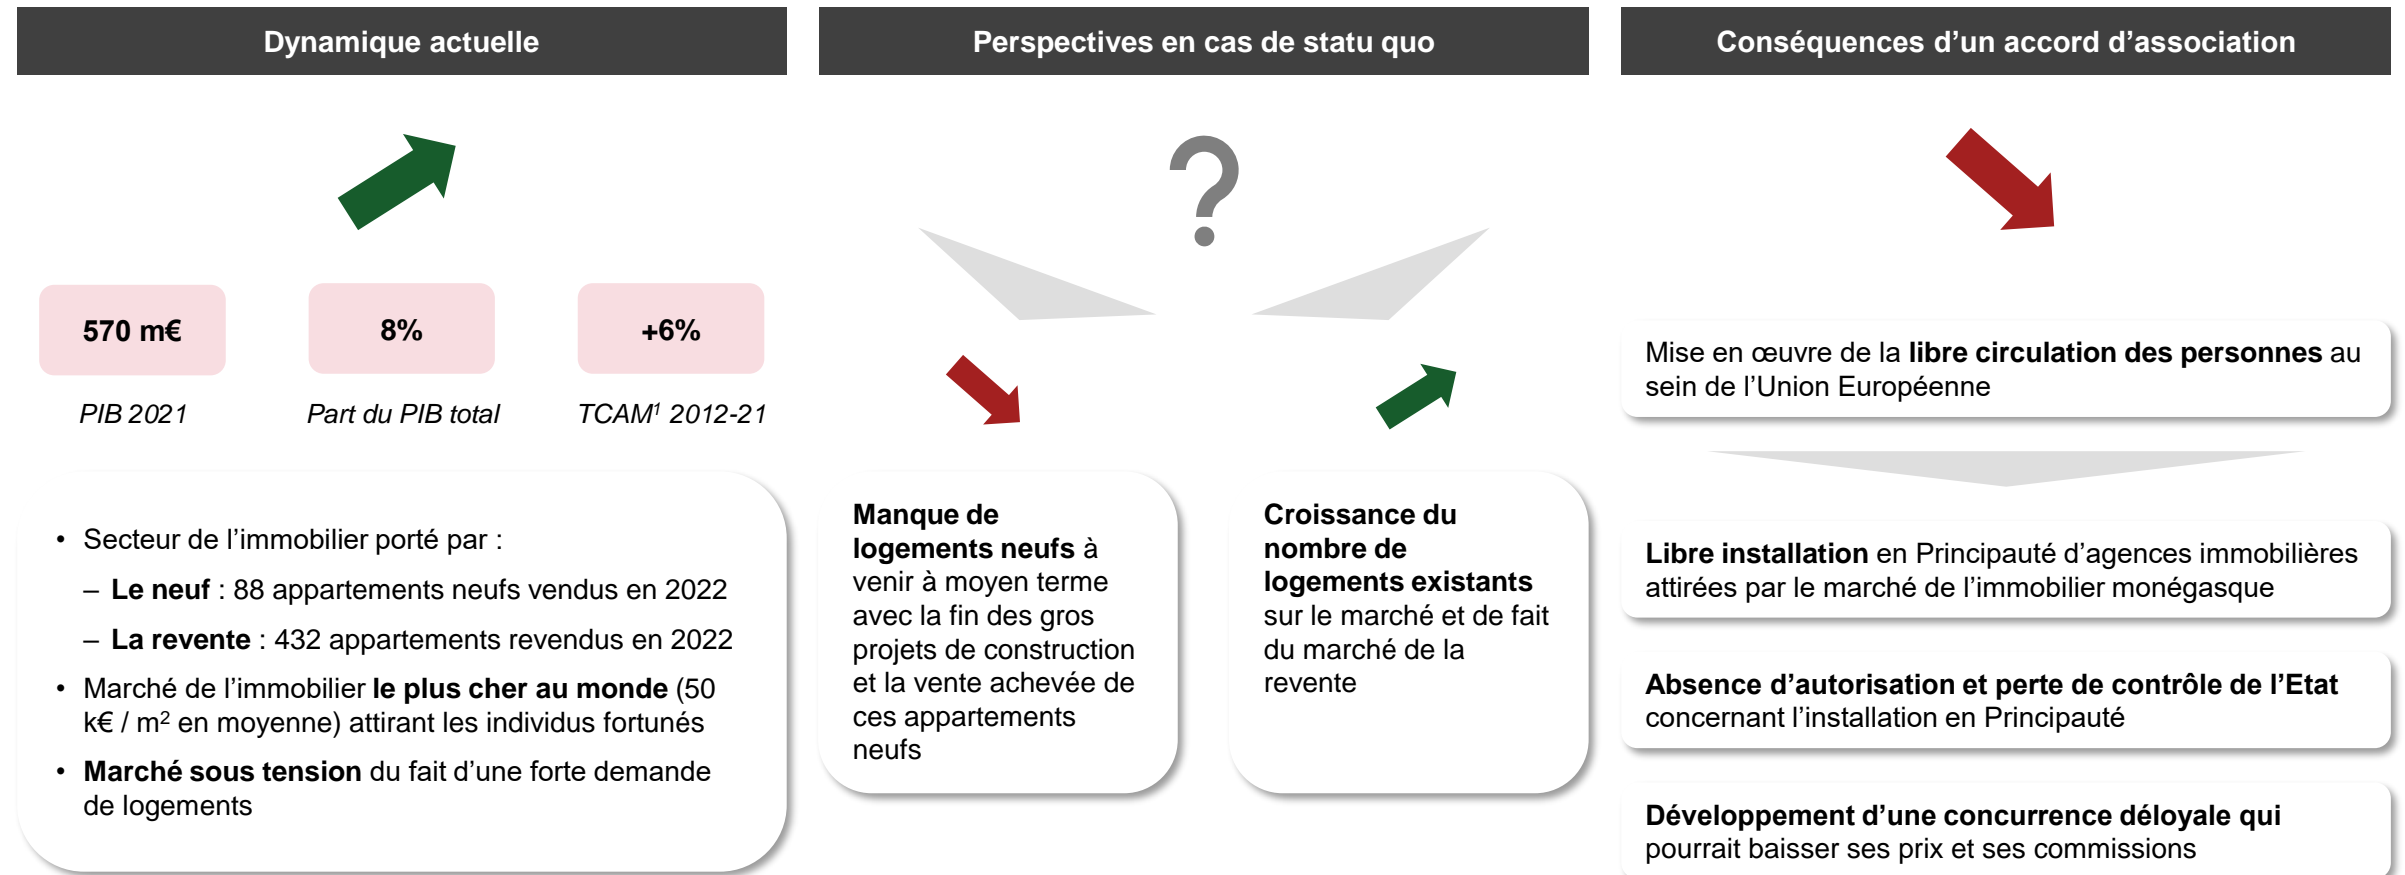 Dynamique actuelle
570 m€
8%
+6%
PIB 2021
Part du PIB total
TCAM¹ 2012-21
• Secteur de l’immobilier porté par :
– Le neuf : 88 appartements neufs vendus en 2022
– La revente : 432 appartements revendus en 2022
• Marché de l’immobilier le plus cher au monde (50
k€ / m² en moyenne) attirant les individus fortunés
• Marché sous tension du fait d’une forte demande
de logements
Perspectives en cas de statu quo
?
Manque de
logements neufs à
venir à moyen terme
avec la fin des gros
projets de construction
et la vente achevée de
ces appartements
neufs
Croissance du
nombre de
logements existants
sur le marché et de fait
du marché de la
revente
Conséquences d’un accord d’association
Mise en œuvre de la libre circulation des personnes au
sein de l’Union Européenne
Libre installation en Principauté d’agences immobilières
attirées par le marché de l’immobilier monégasque
Absence d’autorisation et perte de contrôle de l’Etat
concernant l’installation en Principauté
Développement d’une concurrence déloyale qui
pourrait baisser ses prix et ses commissions